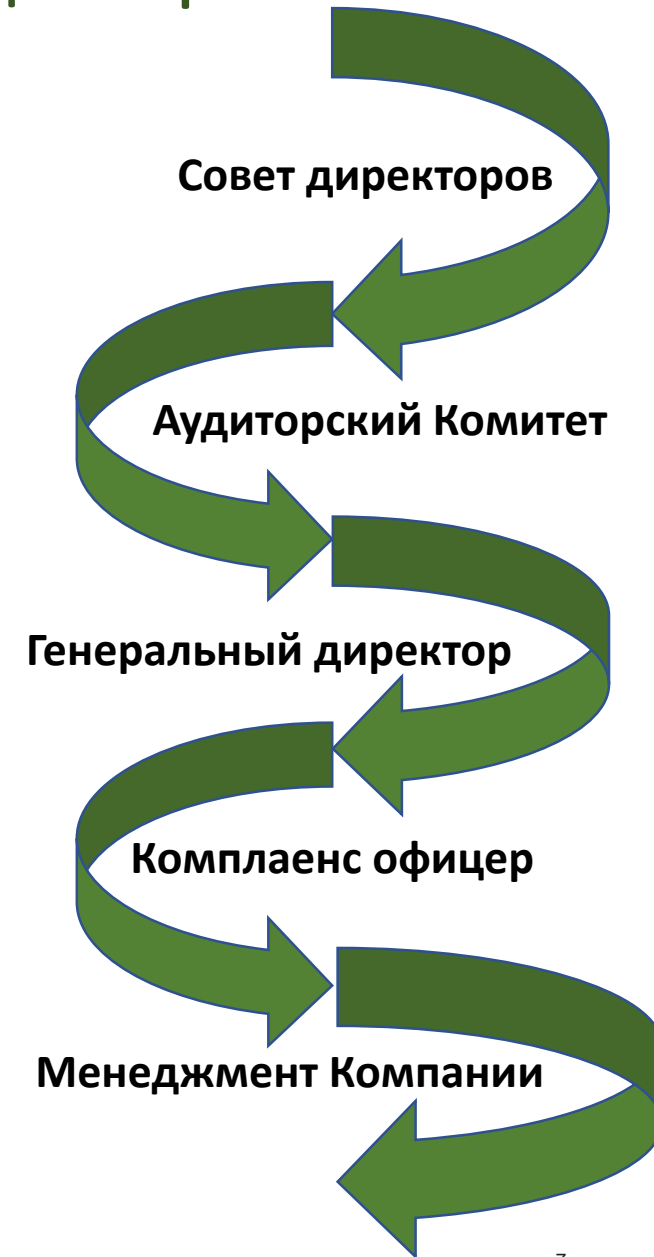 Совет директоров
Аудиторский Комитет
Генеральный директор
Комплаенс офицер
Менеджмент Компании